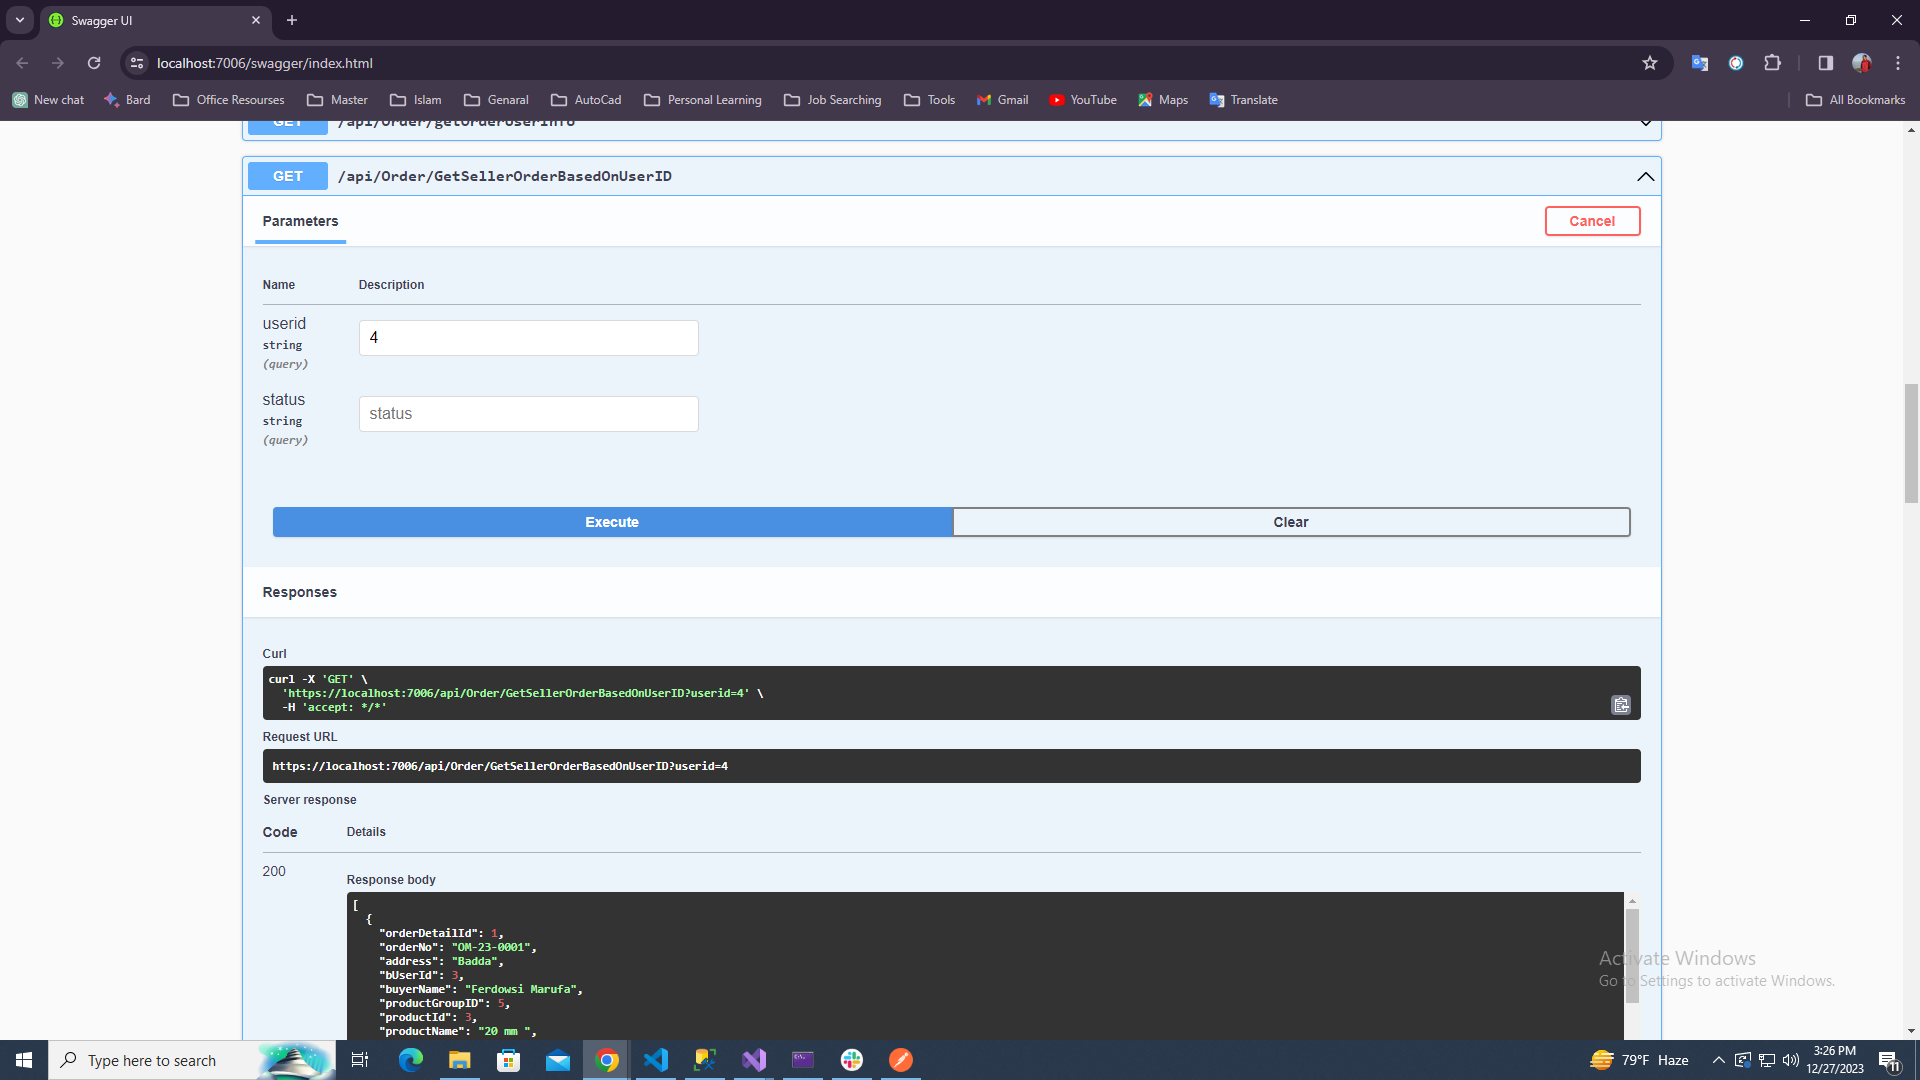 Swagger UI
localhost:7006/swagger/index.html
New chat
Bard
Office Resourses
Master
Islam
Genaral
AutoCad
Personal Learning
Job Searching
Tools
Gmail
YouTube
Maps
Translate
All Bookmarks
GET /api/Order/getOrderUserInfo
GET /api/Order/GetSellerOrderBasedOnUserID
Parameters
Cancel
Name Description
userid
string
(query)
4
status
string
(query)
status
Execute
Clear
Responses
Curl
curl -X 'GET' \
'https://localhost:7006/api/Order/GetSellerOrderBasedOnUserID?userid=4' \
-H 'accept: */*'
Request URL
https://localhost:7006/api/Order/GetSellerOrderBasedOnUserID?userid=4
Server response
Code Details
200
Response body
[
{
"orderDetailId": 1,
"orderNo": "OM-23-0001",
"address": "Badda",
"bUserId": 3,
"buyerName": "Ferdowsi Marufa",
"productGroupID": 5,
"productId": 3,
"productName": "20 mm ",
Activate Windows
Go to Settings to activate Windows.
Type here to search
79°F Haze
3:26 PM
12/27/2023
11